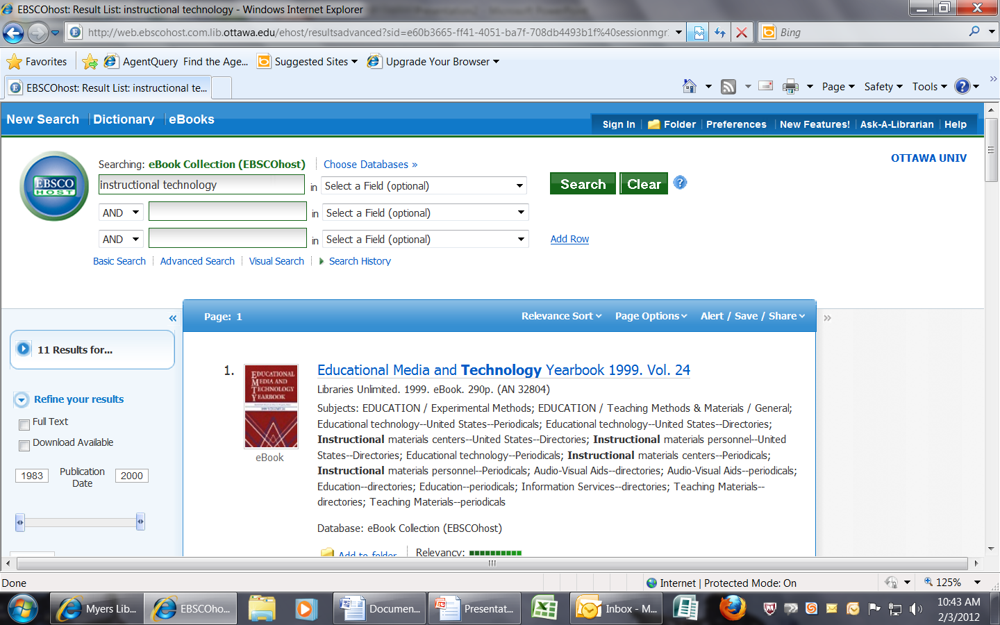 EBSCOhost: Result List: instructional technology - Windows Internet Explorer
http://web.ebscohost.com.lib.ottawa.edu/ehost/resultsadvanced?sid=e60b3665-ff41-4051-ba7f-708db4493b1f%40sessionmgr
Bing
Favorites
AgentQuery Find the Age...
Suggested Sites
Upgrade Your Browser
EBSCOhost: Result List: instructional te...
Page
Safety
Tools
New Search
Dictionary
eBooks
Sign In
Folder
Preferences
New Features!
Ask-A-Librarian
Help
OTTAWA UNIV
EBSCO
HOST
Searching: eBook Collection (EBSCOhost)
Choose Databases »
instructional technology
in
Select a Field (optional)
Search
Clear
AND
in
Select a Field (optional)
AND
in
Select a Field (optional)
Add Row
Basic Search
Advanced Search
Visual Search
Search History
«
11 Results for...
Refine your results
Full Text
Download Available
1983
Publication
Date
2000
Page: 1
Relevance Sort
Page Options
Alert / Save / Share
»
1.
EDUCATIONAL
MEDIA AND
TECHNOLOGY
YEARBOOK
eBook
Educational Media and Technology Yearbook 1999. Vol. 24
Libraries Unlimited. 1999. eBook. 290p. (AN 32804)
Subjects: EDUCATION / Experimental Methods; EDUCATION / Teaching Methods & Materials / General;
Educational technology--United States--Periodicals; Educational technology--United States--Directories;
Instructional materials centers--United States--Directories; Instructional materials personnel--United
States--Directories; Educational technology--Periodicals; Instructional materials centers--Periodicals;
Instructional materials personnel--Periodicals; Audio-Visual Aids--directories; Audio-Visual Aids--periodicals;
Education--directories; Education--periodicals; Information Services--directories; Teaching Materials--
directories; Teaching Materials--periodicals
Database: eBook Collection (EBSCOhost)
Add to folder
Relevancy:
Done
Internet | Protected Mode: On
125%
Myers Lib...
EBSCOho...
Documen...
Presentat...
Inbox - M...
10:43 AM
2/3/2012